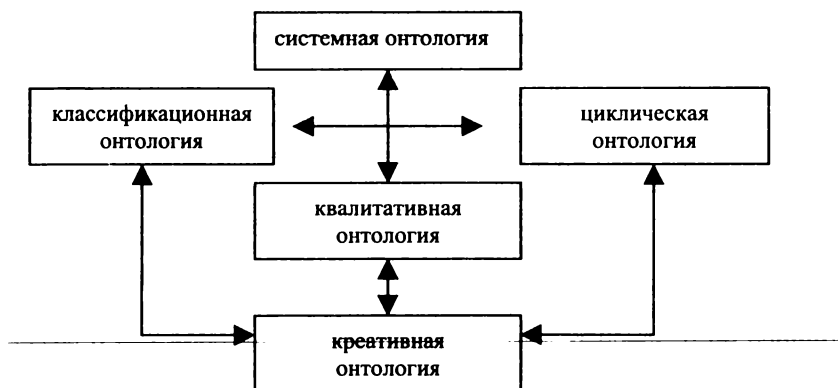 системная онтология
классификационная
онтология
циклическая
онтология
квалитативная
онтология
креативная
онтология